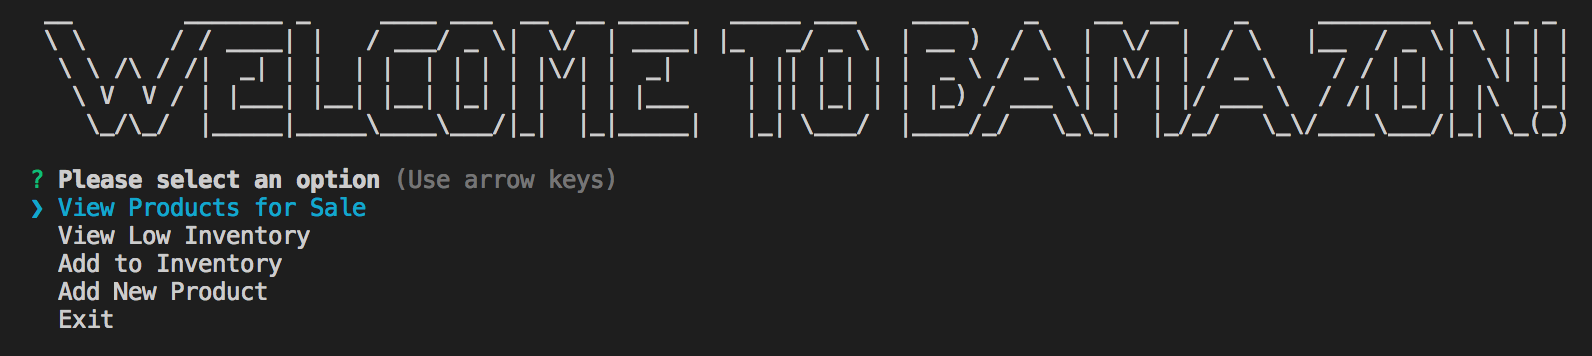 WELCOME TO BAMAZON!
? Please select an option (Use arrow keys)
❯ View Products for Sale
View Low Inventory
Add to Inventory
Add New Product
Exit